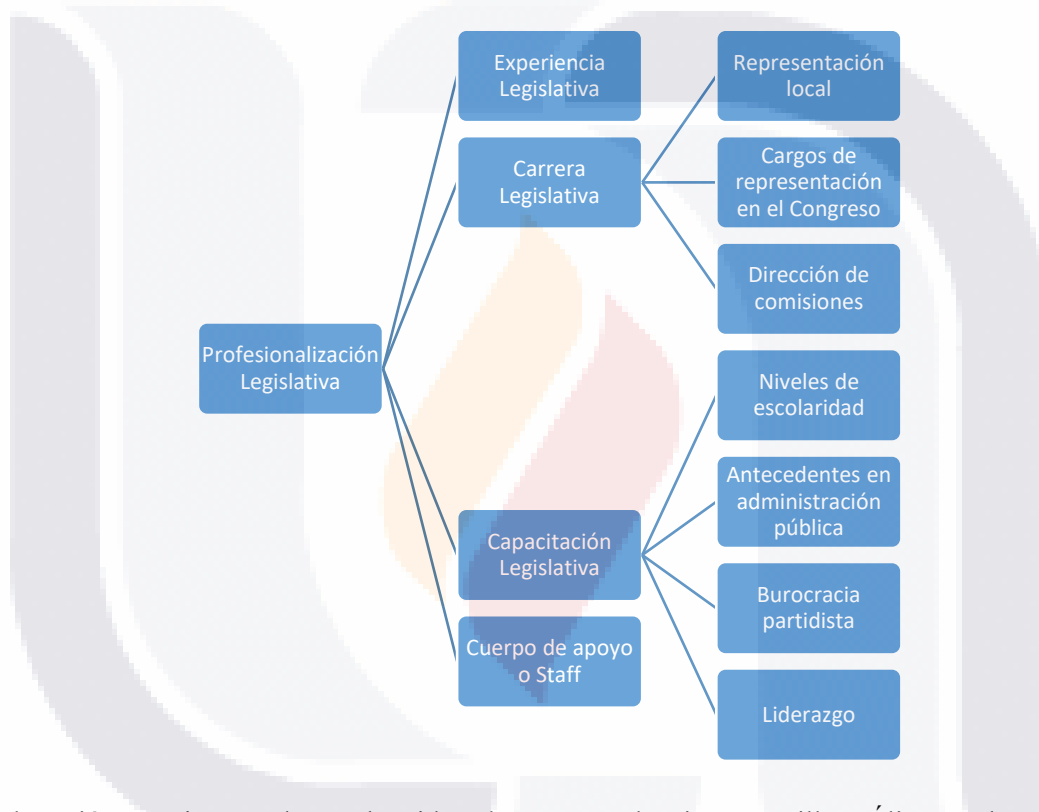 Experiencia
Legislativa
Representación
local
Carrera
Legislativa
Cargos de
representación
en el Congreso
Dirección de
comisiones
Profesionalización
Legislativa
Niveles de
escolaridad
Antecedentes en
administración
pública
Capacitación
Legislativa
Burocracia
partidista
Cuerpo de apoyo
o Staff
Liderazgo